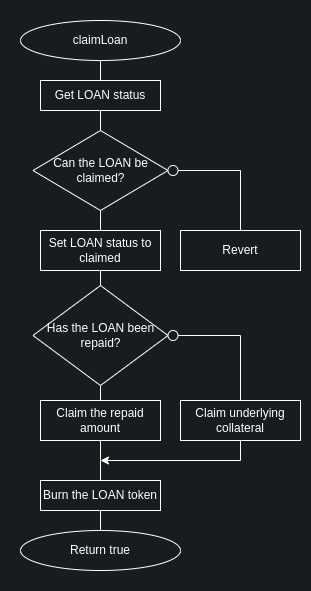 claimLoan
Get LOAN status
Can the LOAN be
claimed?
Set LOAN status to
claimed
Revert
Has the LOAN been
repaid?
Claim the repaid
amount
Claim underlying
collateral
Burn the LOAN token
Return true